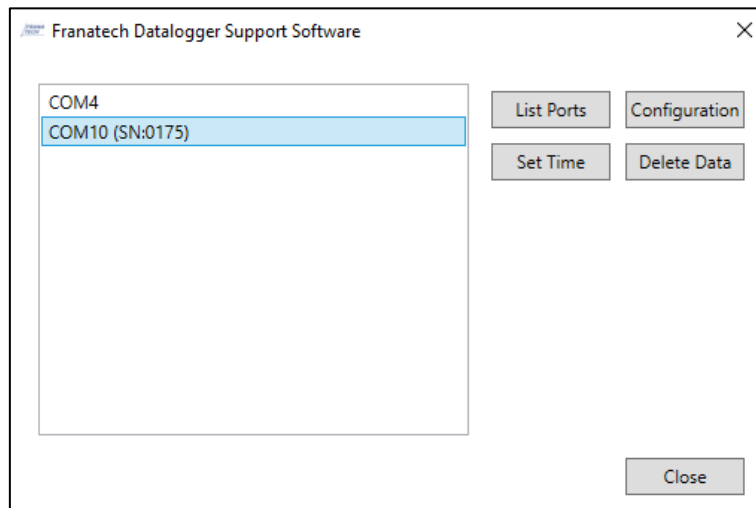 Franatech Datalogger Support Software
COM4
COM10 (SN:0175)
List Ports
Configuration
Set Time
Delete Data
Close